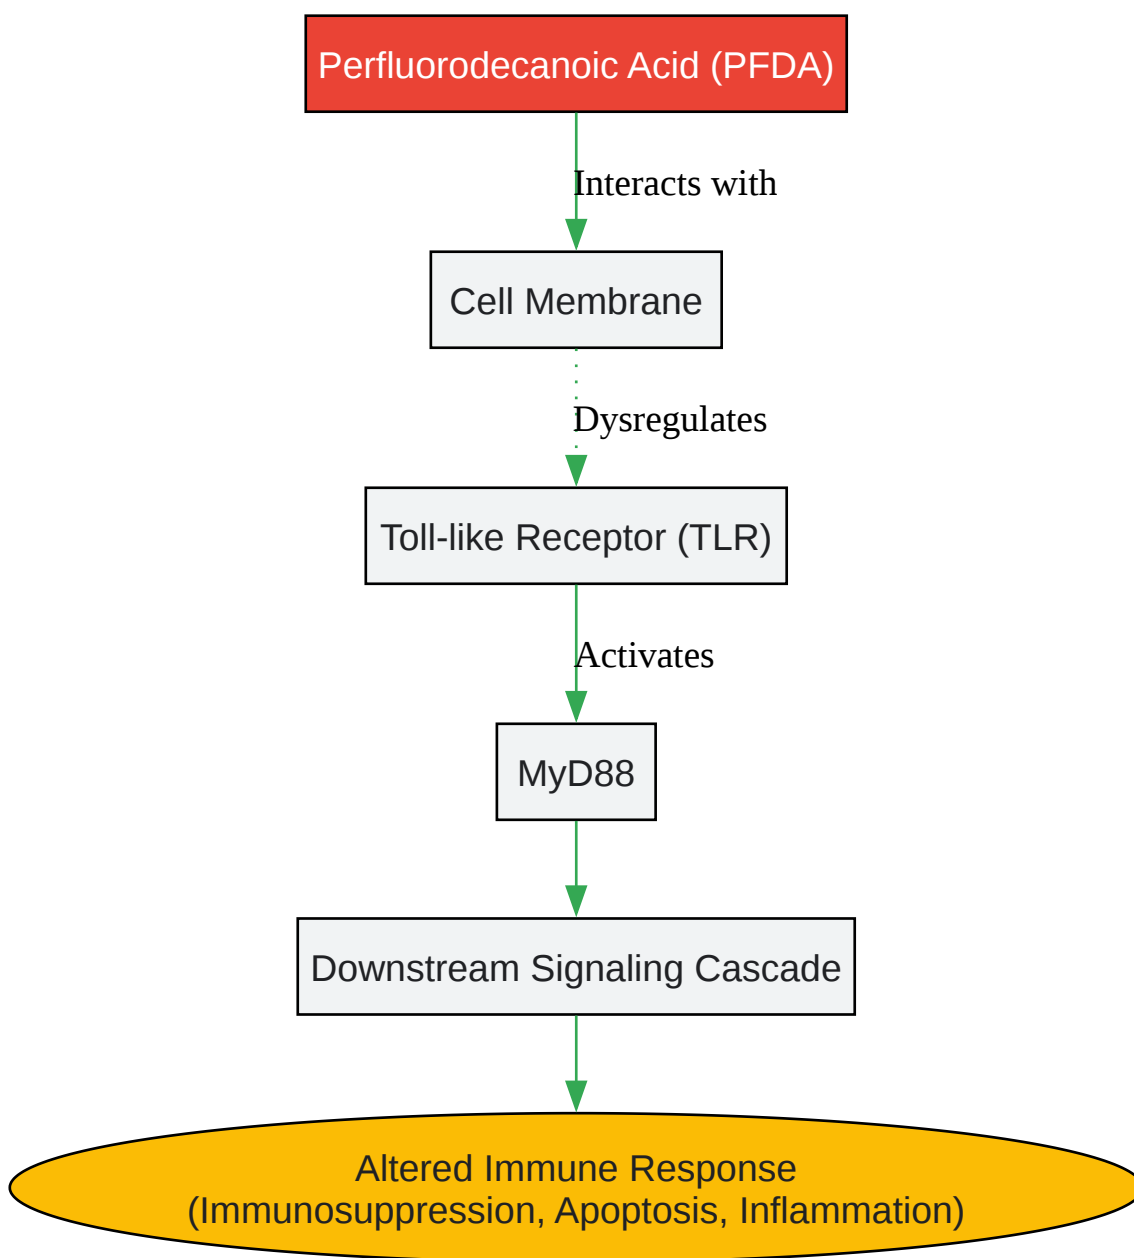 Perfluorodecanoic Acid (PFDA)
Interacts with
Cell Membrane
Dysregulates
Toll-like Receptor (TLR)
Activates
MyD88
Downstream Signaling Cascade
Altered Immune Response
(Immunosuppression, Apoptosis, Inflammation)